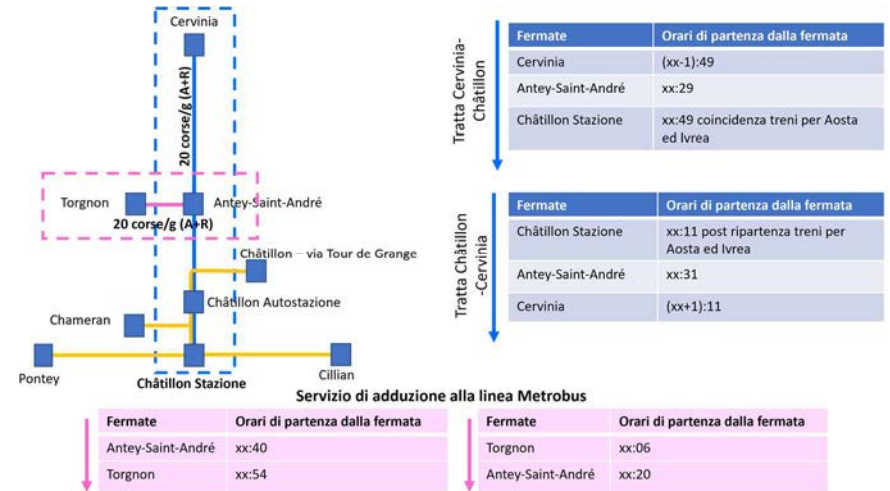 Cervinia
20 corse/g (A+R)
Torgnon
Antey-Saint-André
20 corse/g (A+R)
Châtillon – via Tour de Grange
Châtillon Autostazione
Chameran
Pontey
Châtillon Stazione
Cillian
Tratta Cervinia-
Châtillon
Fermate Orari di partenza dalla fermata
Cervinia (xx-1):49
Antey-Saint-André xx:29
Châtillon Stazione xx:49 coincidenza treni per Aosta
ed Ivrea
Tratta Châtillon
-Cervinia
Fermate Orari di partenza dalla fermata
Châtillon Stazione xx:11 post ripartenza treni per
Aosta ed Ivrea
Antey-Saint-André xx:31
Cervinia (xx+1):11
Servizio di adduzione alla linea Metrobus
Fermate Orari di partenza dalla fermata
Antey-Saint-André xx:40
Torgnon xx:54
Fermate Orari di partenza dalla fermata
Torgnon xx:06
Antey-Saint-André xx:20